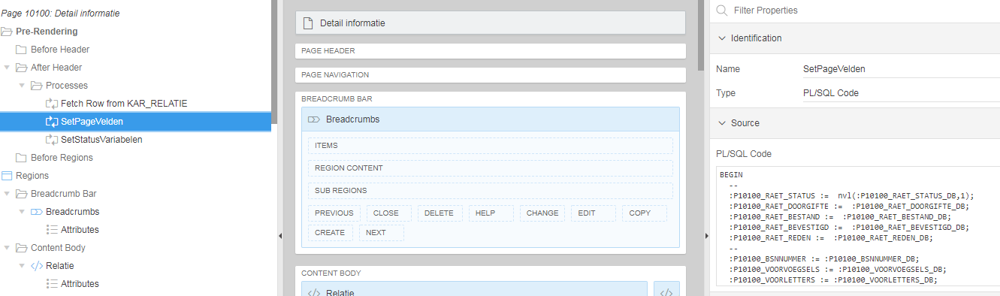 Page 10100: Detail informatie
Pre-Rendering
Before Header
After Header
Processes
Fetch Row from KAR_RELATIE
SetPageVelden
SetStatusVariabelen
Before Regions
Regions
Breadcrumb Bar
Breadcrumbs
Attributes
Content Body
Relatie
Attributes
Detail informatie
PAGE HEADER
PAGE NAVIGATION
BREADCRUMB BAR
Breadcrumbs
ITEMS
REGION CONTENT
SUB REGIONS
PREVIOUS CLOSE DELETE HELP CHANGE EDIT COPY
CREATE NEXT
CONTENT BODY
Relatie
Filter Properties
Identification
Name SetPageVelden
Type PL/SQL Code
Source
PL/SQL Code
BEGIN
--
:P10100_RAET_STATUS := nvl(:P10100_RAET_STATUS_DB,1);
:P10100_RAET_DOORGIFTE := :P10100_RAET_DOORGIFTE_DB;
:P10100_RAET_BESTAND := :P10100_RAET_BESTAND_DB;
:P10100_RAET_BEVESTIGD := :P10100_RAET_BEVESTIGD_DB;
:P10100_RAET_REDEN := :P10100_RAET_REDEN_DB;
--
:P10100_BSNNUMMER := :P10100_BSNNUMMER_DB;
:P10100_VOORVOEGSELS := :P10100_VOORVOEGSELS_DB;
:P10100_VOORLETTERS := :P10100_VOORLETTERS_DB;